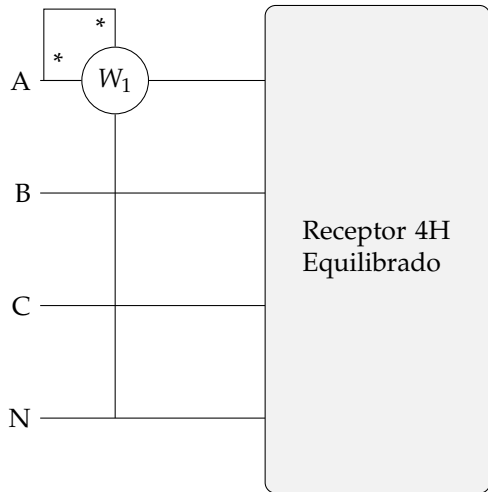 *
*
A
W₁
B
Receptor 4H
Equilibrado
C
N